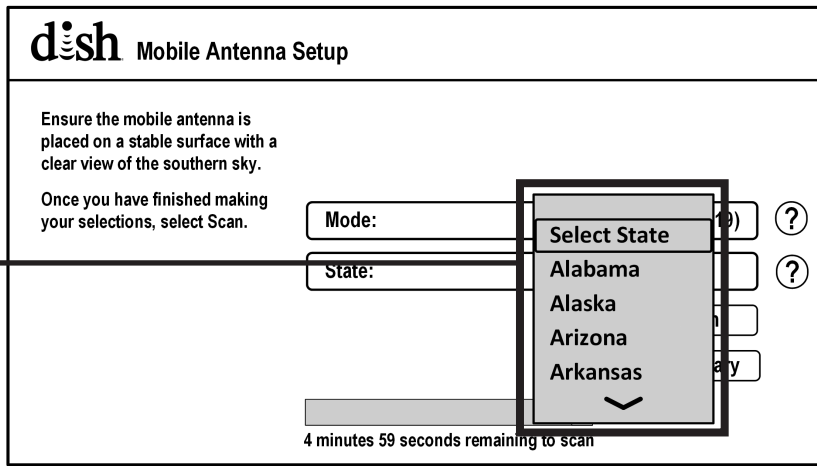 dish Mobile Antenna Setup
Ensure the mobile antenna is
placed on a stable surface with a
clear view of the southern sky.
Once you have finished making
your selections, select Scan.
Mode:
19)
?
State:
?
Select State
Alabama
Alaska
Arizona
Arkansas
4 minutes 59 seconds remaining to scan